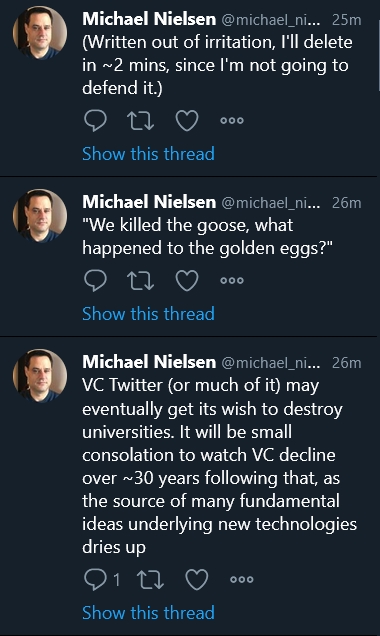 Michael Nielsen @michael_ni... 25m
(Written out of irritation, I'll delete
in ~2 mins, since I'm not going to
defend it.)
Show this thread
Michael Nielsen @michael_ni... 26m
"We killed the goose, what
happened to the golden eggs?"
Show this thread
Michael Nielsen @michael_ni... 26m
VC Twitter (or much of it) may
eventually get its wish to destroy
universities. It will be small
consolation to watch VC decline
over ~30 years following that, as
the source of many fundamental
ideas underlying new technologies
dries up
1
Show this thread